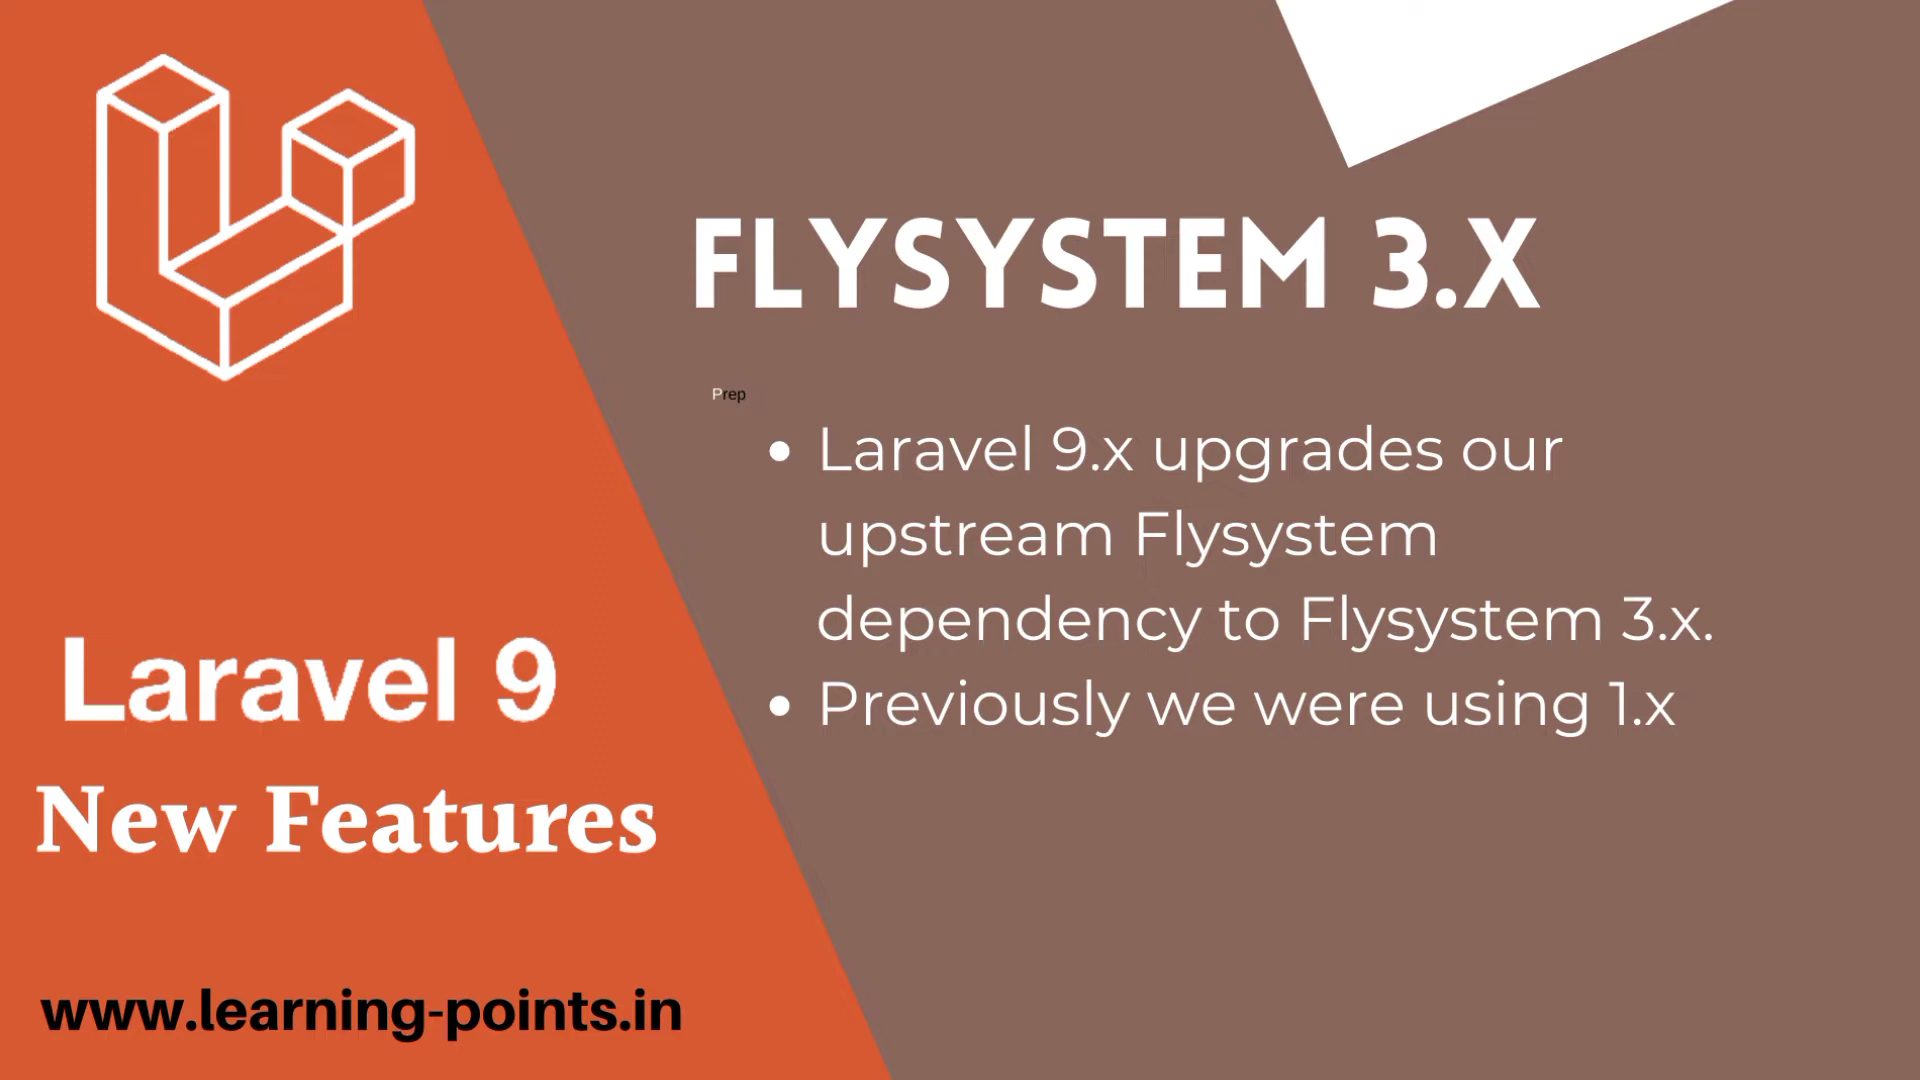 Laravel 9
New Features
www.learning-points.in
FLYSYSTEM 3.X
Prep
• Laravel 9.x upgrades our
upstream Flysystem
dependency to Flysystem 3.x.
• Previously we were using 1.x